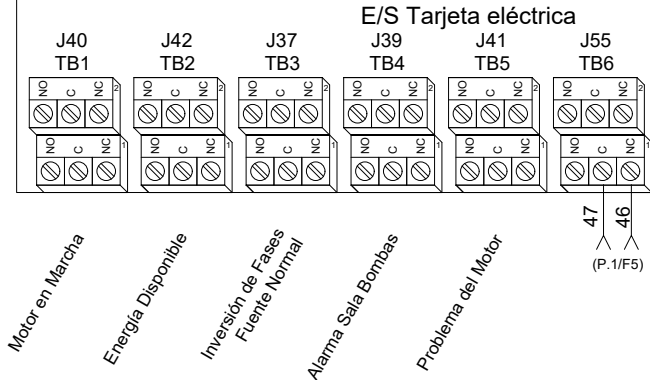 E/S Tarjeta eléctrica
J40 J42 J37 J39 J41 J55
TB1 TB2 TB3 TB4 TB5 TB6
NO C NC 2 NO C NC 2 NO C NC 2 NO C NC 2 NO C NC 2 NO C NC 2
NO C NC 1 NO C NC 1 NO C NC 1 NO C NC 1 NO C NC 1 NO C NC 1
47 46
(P.1/F5)
Motor en Marcha
Energía Disponible
Inversión de Fases
Fuente Normal
Alarma Sala Bombas
Problema del Motor